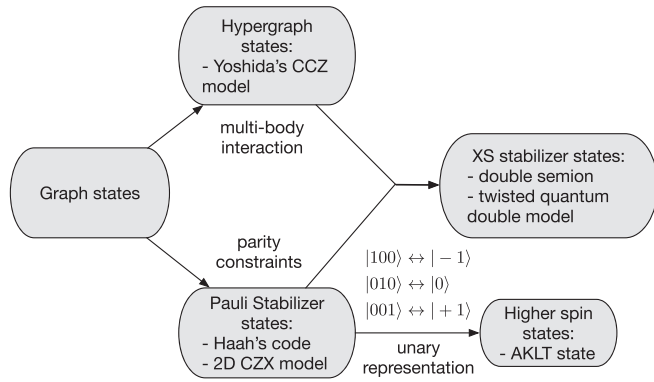 Hypergraph
states:
- Yoshida's CCZ
model
multi-body
interaction
Graph states
XS stabilizer states:
- double semion
- twisted quantum
double model
parity
constraints
|100⟩ ↔ | − 1⟩
|010⟩ ↔ |0⟩
|001⟩ ↔ | + 1⟩
Pauli Stabilizer
states:
- Haah's code
- 2D CZX model
unary
representation
Higher spin
states:
- AKLT state